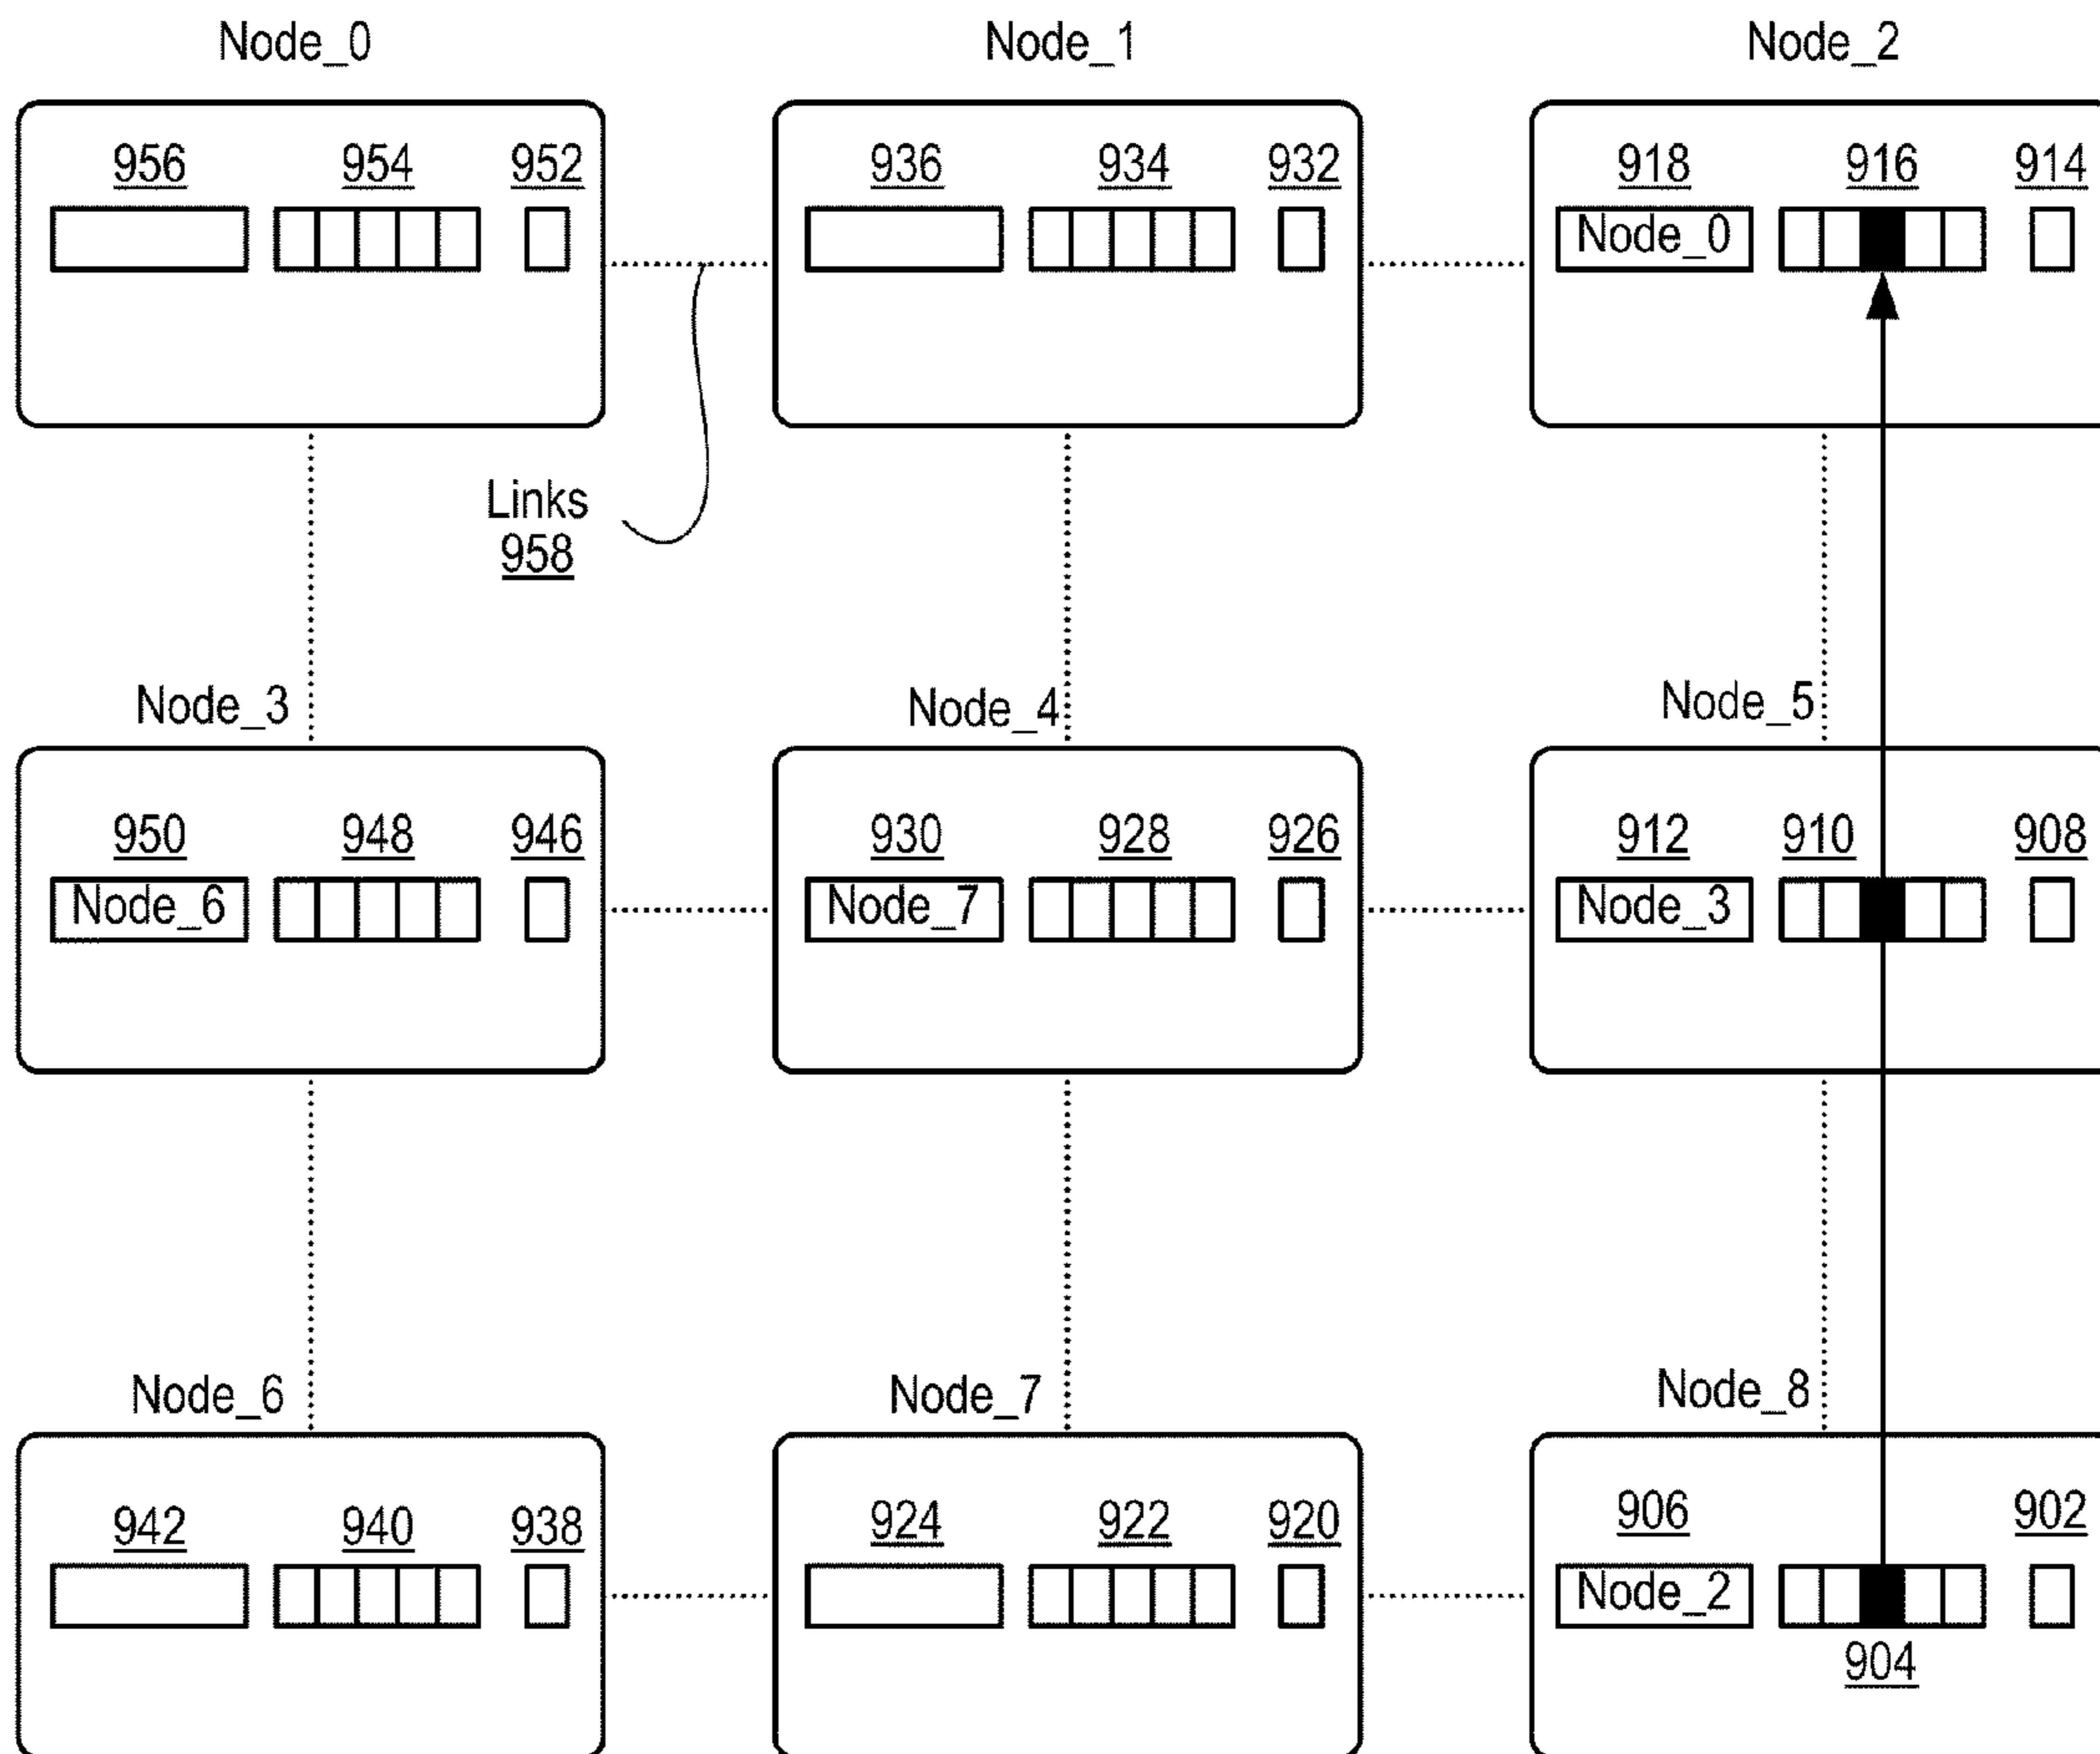 Node_0 Node_1 Node_2
956 954 952 936 934 932 918 916 914
Node_0
Links
958
Node_3 Node_4 Node_5
950 948 946 930 928 926 912 910 908
Node_6 Node_7 Node_3
Node_6 Node_7 Node_8
942 940 938 924 922 920 906 902
Node_2
904